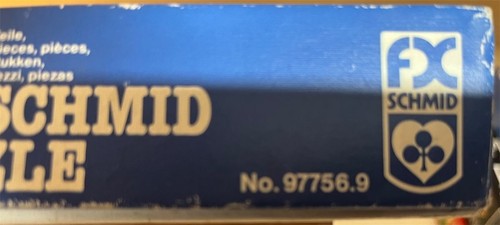 eile,
ieces, pièces,
ukken,
ezzi, piezas
SCHMID
ZLE
No. 97756.9
FX
SCHMID